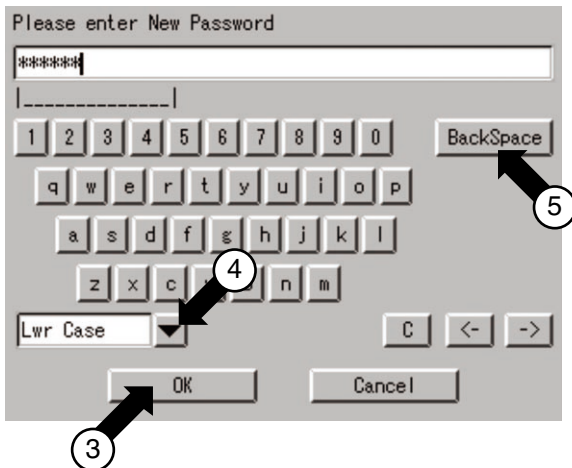 Please enter New Password
******
|______________|
1 2 3 4 5 6 7 8 9 0 BackSpace
q w e r t y u i o p
5
a s d f g h j k l
4
z x c n m
Lwr Case C <- ->
OK Cancel
3